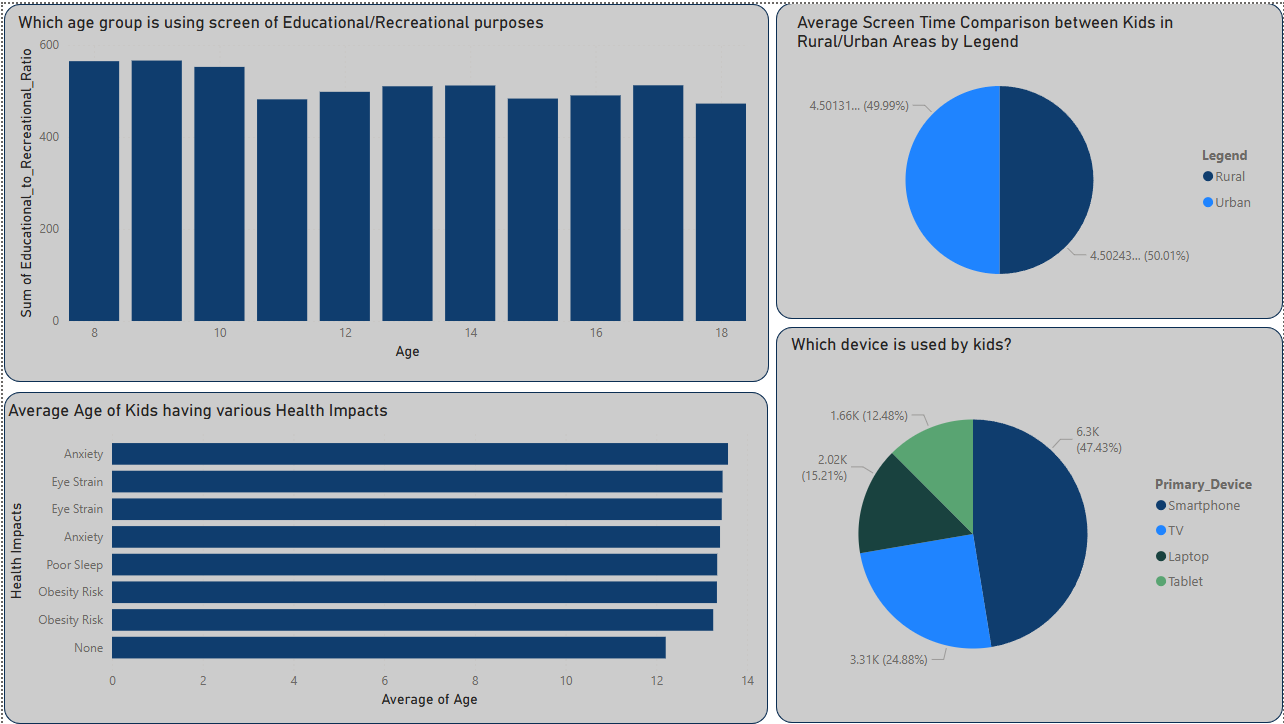 Which age group is using screen of Educational/Recreational purposes
Sum of Educational_to_Recreational_Ratio
600
400
200
0
8
10
12
14
16
18
Age
Average Screen Time Comparison between Kids in
Rural/Urban Areas by Legend
4.50131... (49.99%)
4.50243... (50.01%)
Legend
Rural
Urban
Average Age of Kids having various Health Impacts
Health Impacts
Anxiety
Eye Strain
Eye Strain
Anxiety
Poor Sleep
Obesity Risk
Obesity Risk
None
0
2
4
6
8
10
12
14
Average of Age
Which device is used by kids?
1.66K (12.48%)
6.3K
(47.43%)
2.02K
(15.21%)
3.31K (24.88%)
Primary_Device
Smartphone
TV
Laptop
Tablet